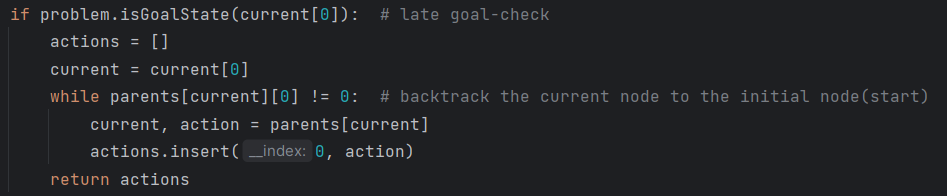 if problem.isGoalState(current[0]):  # late goal-check
    actions = []
    current = current[0]
    while parents[current][0] != 0:  # backtrack the current node to the initial node(start)
        current, action = parents[current]
        actions.insert(__index: 0, action)
    return actions